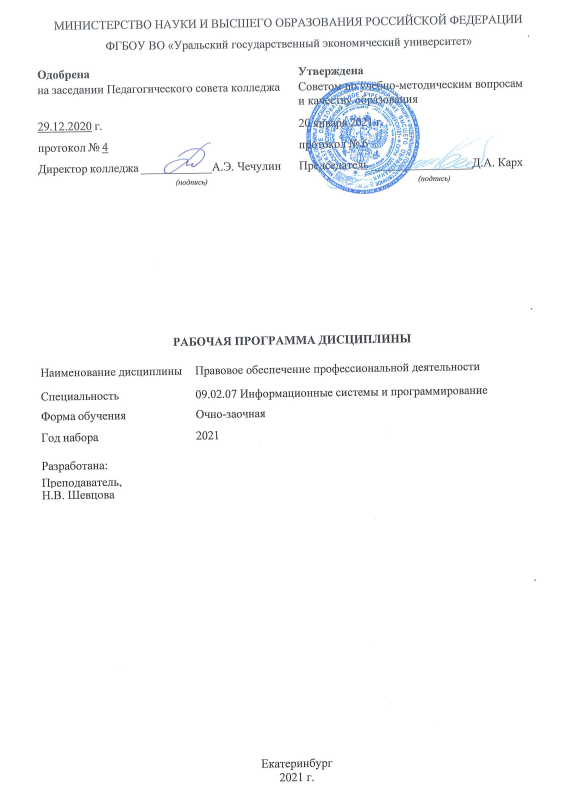 МИНИСТЕРСТВО НАУКИ И ВЫСШЕГО ОБРАЗОВАНИЯ РОССИЙСКОЙ ФЕДЕРАЦИИ
ФГБОУ ВО «Уральский государственный экономический университет»
Одобрена
на заседании Педагогического совета колледжа
29.12.2020 г.
протокол № 4
Директор колледжа А.Э. Чечулин
(подпись)
Утверждена
Советом по учебно-методическим вопросам
и качеству образования
20 января 2021 г.
протокол № 6
Председатель Д.А. Карх
(подпись)
РАБОЧАЯ ПРОГРАММА ДИСЦИПЛИНЫ
Наименование дисциплины Правовое обеспечение профессиональной деятельности
Специальность 09.02.07 Информационные системы и программирование
Форма обучения Очно-заочная
Год набора 2021
Разработана:
Преподаватель,
Н.В. Шевцова
Екатеринбург
2021 г.